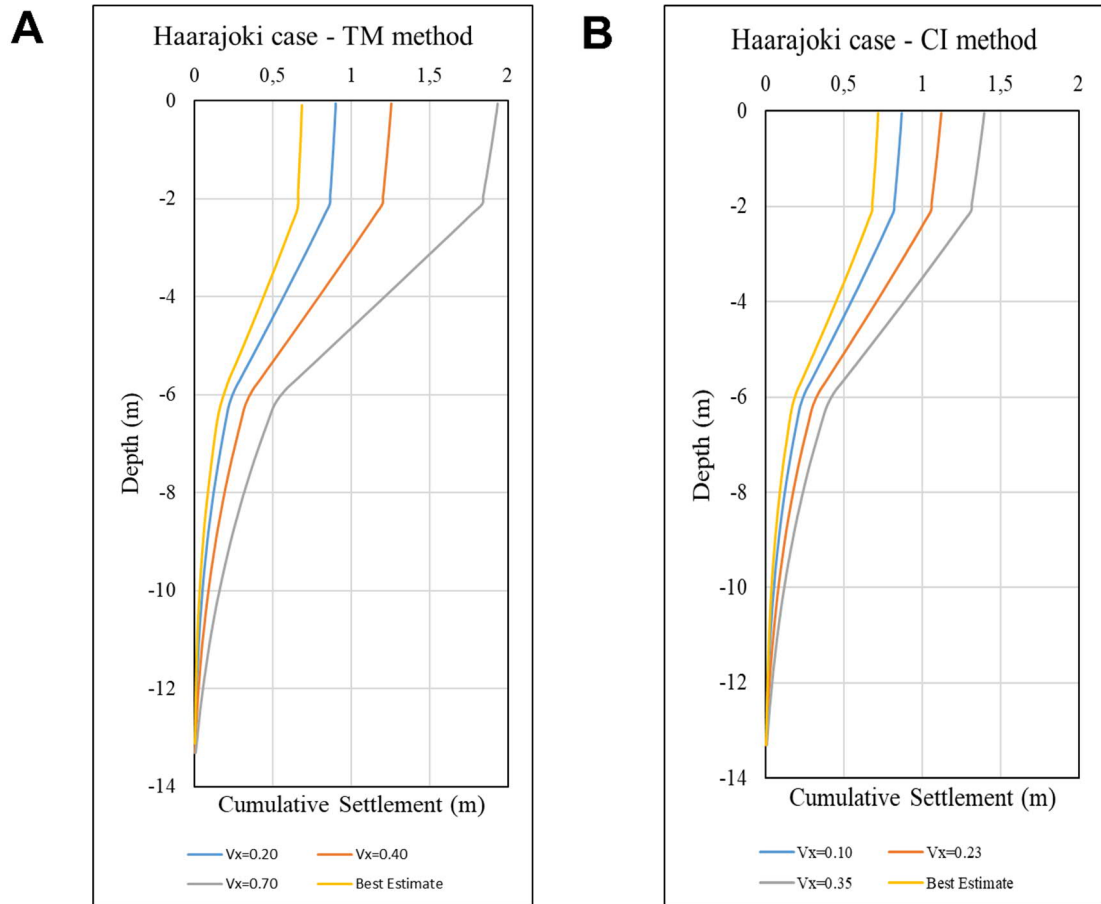 A
Haarajoki case - TM method
0 0,5 1 1,5 2
0
-2
-4
-6
-8
-10
-12
-14
Depth (m)
Cumulative Settlement (m)
Vx=0.20 Vx=0.40
Vx=0.70 Best Estimate
B
Haarajoki case - CI method
0 0,5 1 1,5 2
0
-2
-4
-6
-8
-10
-12
-14
Depth (m)
Cumulative Settlement (m)
Vx=0.10 Vx=0.23
Vx=0.35 Best Estimate